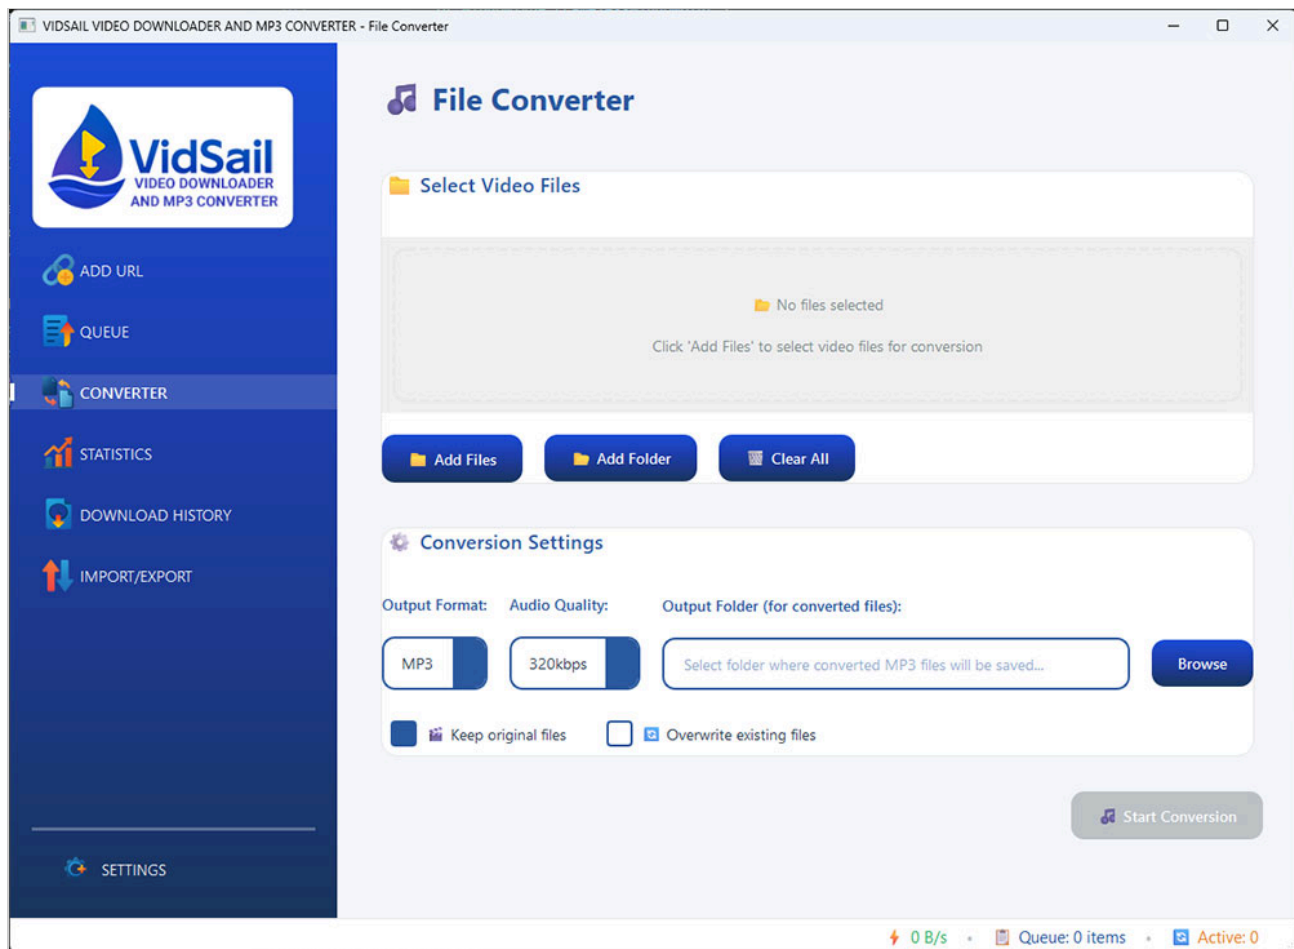 VIDSAIL VIDEO DOWNLOADER AND MP3 CONVERTER - File Converter
VidSail
VIDEO DOWNLOADER
AND MP3 CONVERTER
ADD URL
QUEUE
CONVERTER
STATISTICS
DOWNLOAD HISTORY
IMPORT/EXPORT
SETTINGS
File Converter
Select Video Files
No files selected
Click 'Add Files' to select video files for conversion
Add Files Add Folder Clear All
Conversion Settings
Output Format: Audio Quality: Output Folder (for converted files):
MP3 320kbps Select folder where converted MP3 files will be saved... Browse
Keep original files Overwrite existing files
Start Conversion
0 B/s • Queue: 0 items • Active: 0